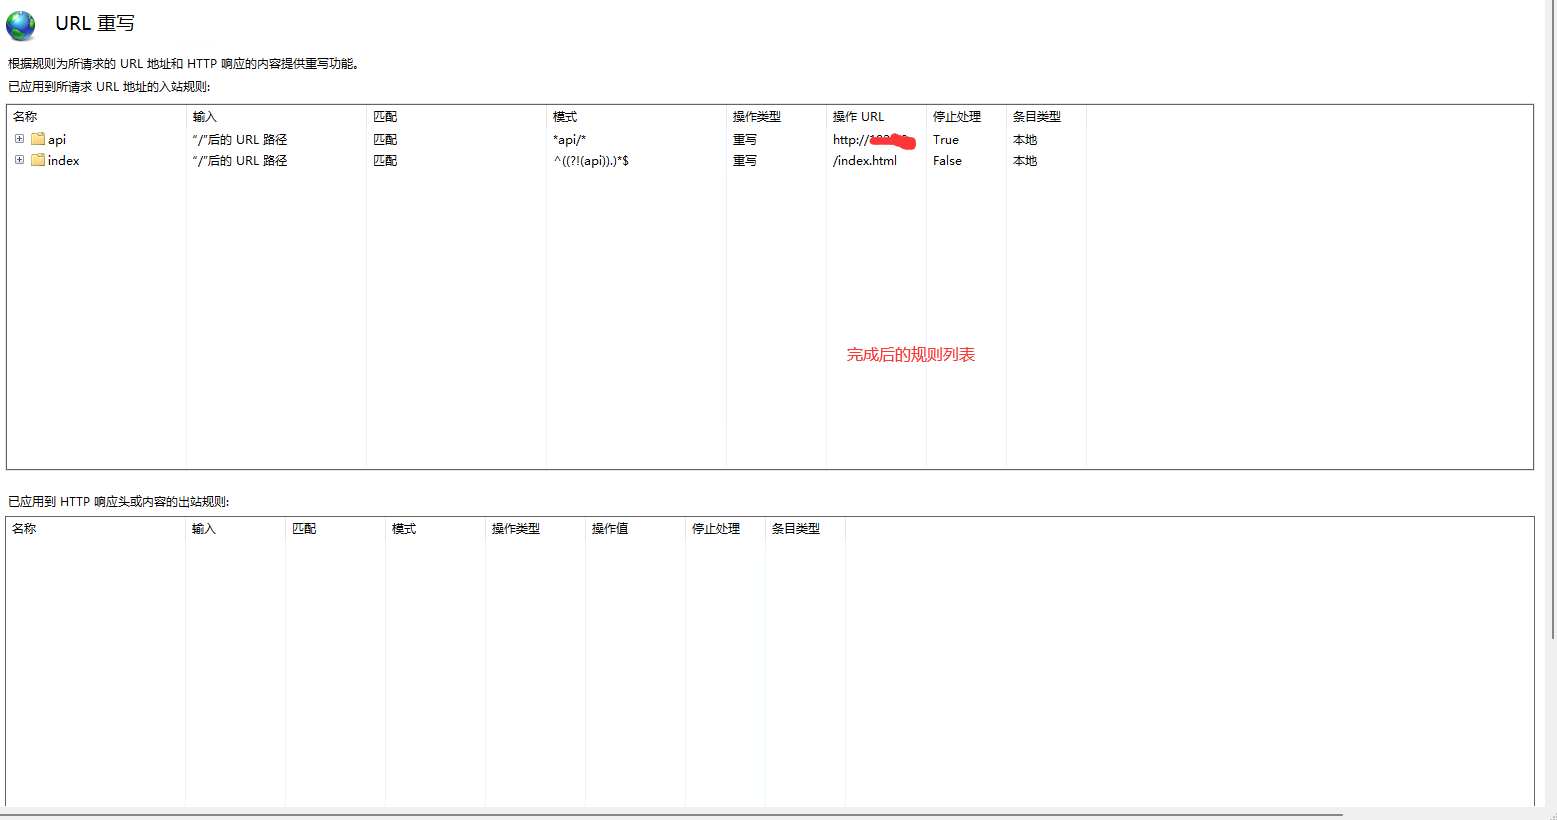 URL 重写
根据规则为所请求的 URL 地址和 HTTP 响应的内容提供重写功能。
已应用到所请求 URL 地址的入站规则:
名称 输入 匹配 模式 操作类型 操作 URL 停止处理 条目类型
api “/”后的 URL 路径 匹配 *api/* 重写 http:// True 本地
index “/”后的 URL 路径 匹配 ^((?!(api)).)*$ 重写 /index.html False 本地
完成后的规则列表
已应用到 HTTP 响应头或内容的出站规则:
名称 输入 匹配 模式 操作类型 操作值 停止处理 条目类型